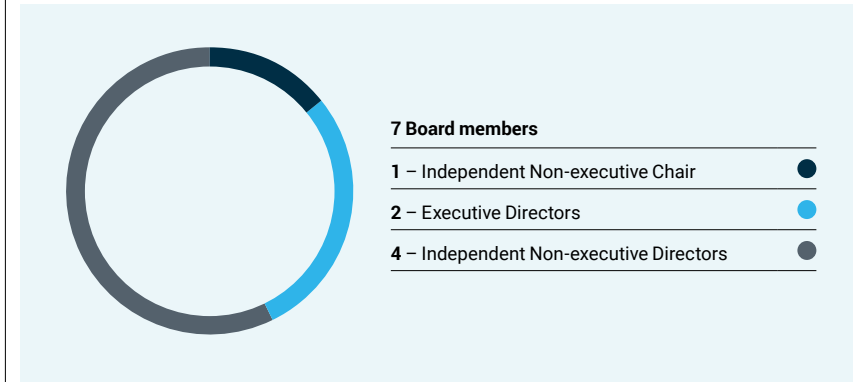 7 Board members
1 – Independent Non-executive Chair
2 – Executive Directors
4 – Independent Non-executive Directors